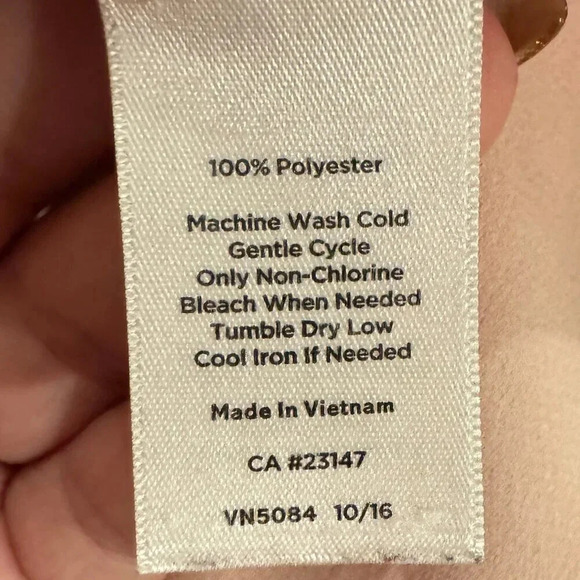 100% Polyester
Machine Wash Cold
Gentle Cycle
Only Non-Chlorine
Bleach When Needed
Tumble Dry Low
Cool Iron If Needed
Made In Vietnam
CA #23147
VN5084 10/16